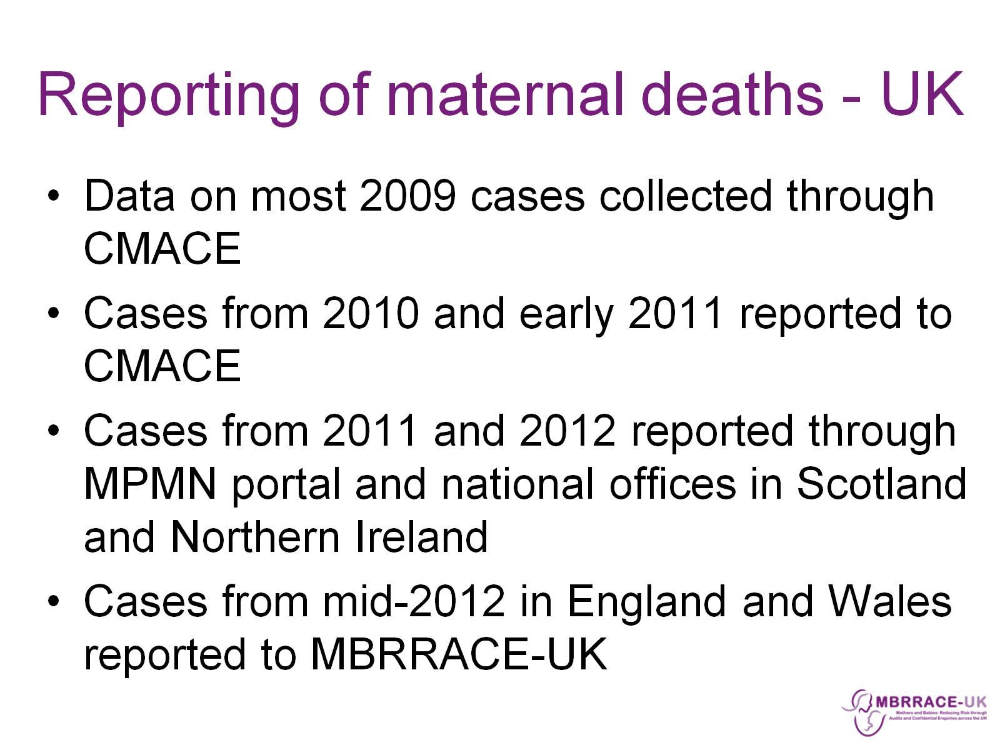 Reporting of maternal deaths - UK
• Data on most 2009 cases collected through
CMACE
• Cases from 2010 and early 2011 reported to
CMACE
• Cases from 2011 and 2012 reported through
MPMN portal and national offices in Scotland
and Northern Ireland
• Cases from mid-2012 in England and Wales
reported to MBRRACE-UK
MBRRACE-UK
Mothers and Babies: Reducing Risk through
Audits and Confidential Enquiries across the UK